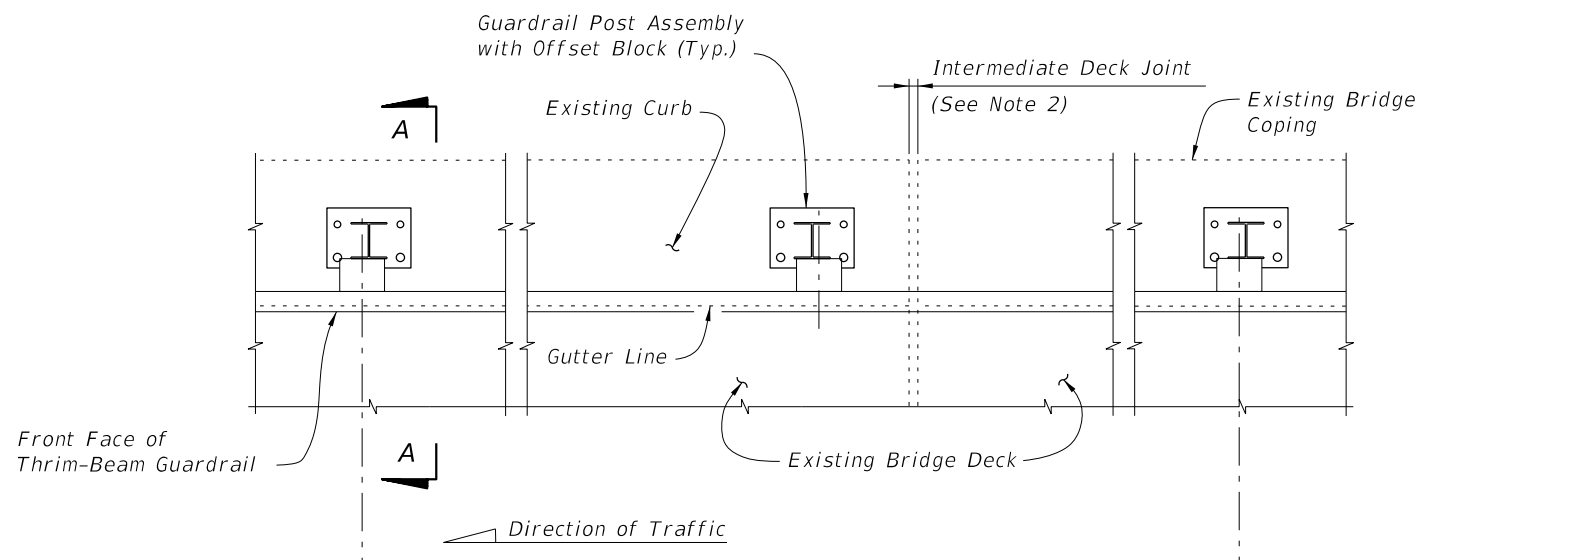 Guardrail Post Assembly
with Offset Block (Typ.)
Intermediate Deck Joint
(See Note 2)
Existing Bridge
Coping
Existing Curb
A
Gutter Line
Front Face of
Thrim-Beam Guardrail
A
Existing Bridge Deck
Direction of Traffic